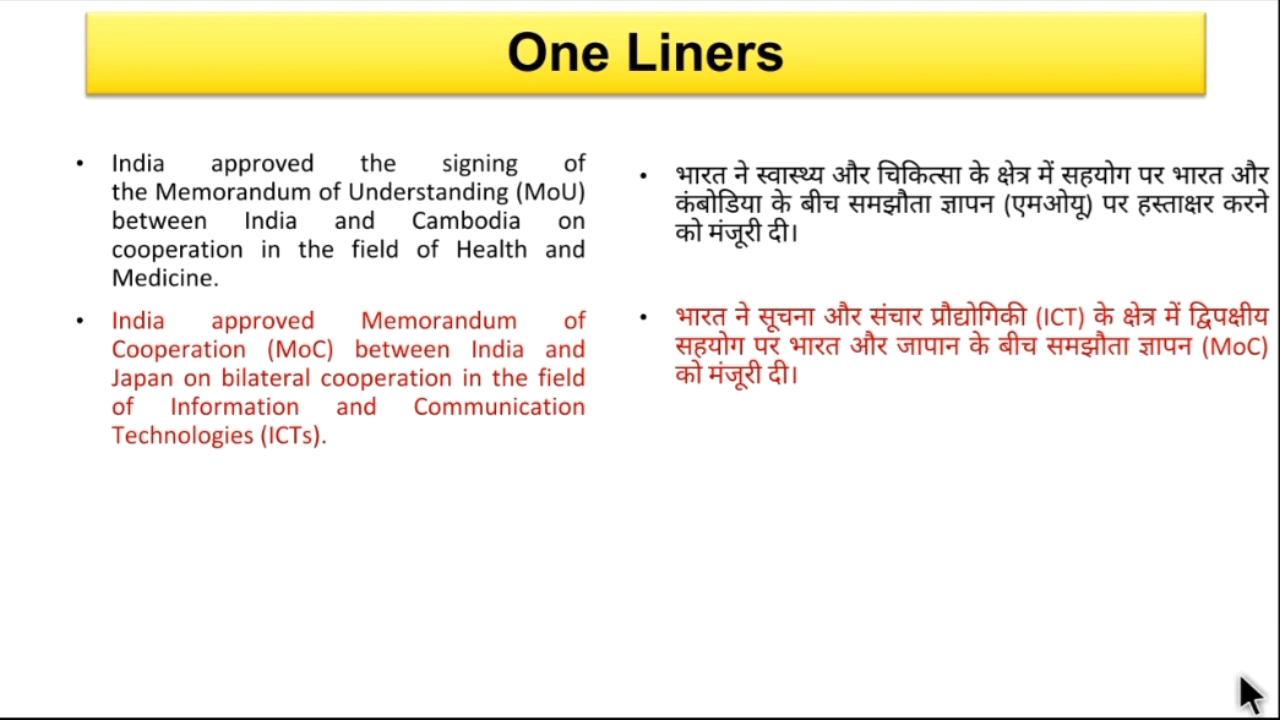 One Liners
• India approved the signing of
the Memorandum of Understanding (MoU)
between India and Cambodia on
cooperation in the field of Health and
Medicine.
• India approved Memorandum of
Cooperation (MoC) between India and
Japan on bilateral cooperation in the field
of Information and Communication
Technologies (ICTs).
• भारत ने स्वास्थ्य और चिकित्सा के क्षेत्र में सहयोग पर भारत और
कंबोडिया के बीच समझौता ज्ञापन (एमओयू) पर हस्ताक्षर करने
को मंजूरी दी।
• भारत ने सूचना और संचार प्रौद्योगिकी (ICT) के क्षेत्र में द्विपक्षीय
सहयोग पर भारत और जापान के बीच समझौता ज्ञापन (MoC)
को मंजूरी दी।